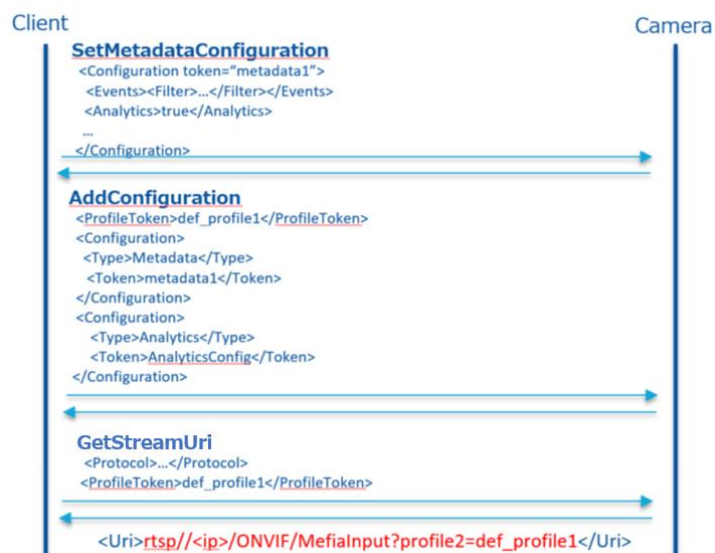 Client
Camera
SetMetadataConfiguration
<Configuration token="metadata1">
<Events><Filter>...</Filter></Events>
<Analytics>true</Analytics>
...
</Configuration>
AddConfiguration
<ProfileToken>def_profile1</ProfileToken>
<Configuration>
<Type>Metadata</Type>
<Token>metadata1</Token>
</Configuration>
<Configuration>
<Type>Analytics</Type>
<Token>AnalyticsConfig</Token>
</Configuration>
GetStreamUri
<Protocol>...</Protocol>
<ProfileToken>def_profile1</ProfileToken>
<Uri>rtsp//<ip>/ONVIF/MefiaInput?profile2=def_profile1</Uri>